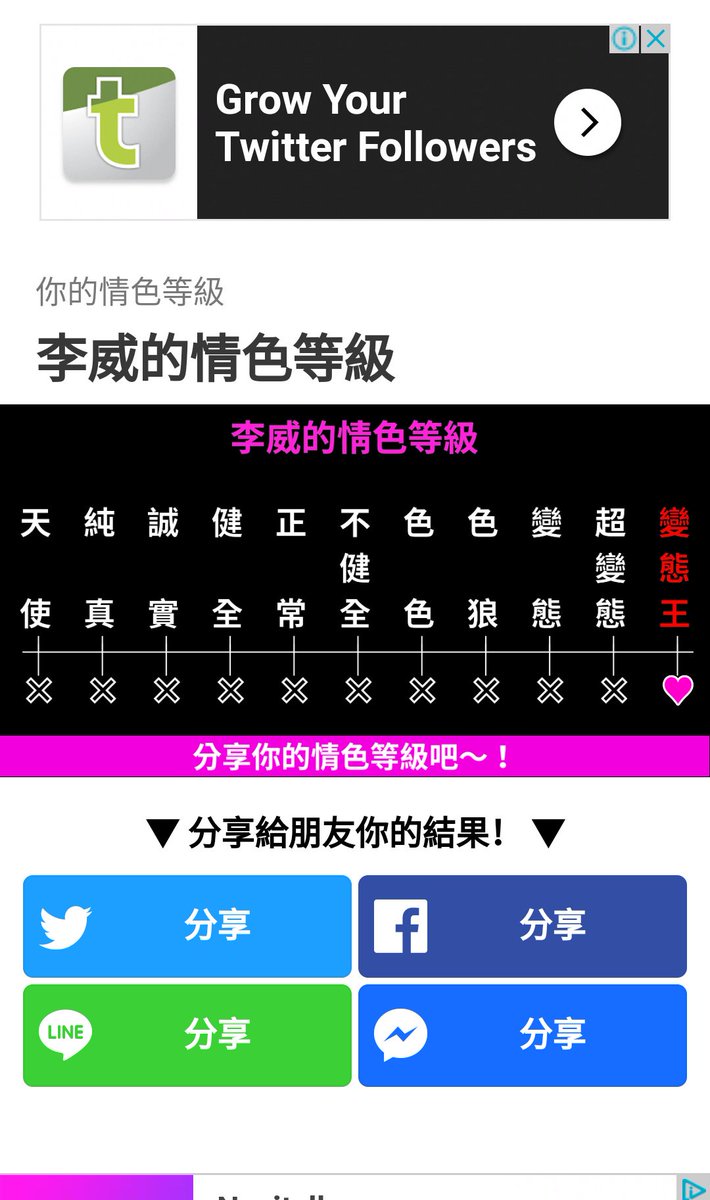 Grow Your
Twitter Followers
你的情色等級
李威的情色等級
李威的情色等級
天使
純真
誠實
健全
正常
不健全
色色
色狼
變態
超變態
變態王
分享你的情色等級吧～！
▼ 分享給朋友你的結果! ▼
分享
分享
LINE 分享
分享